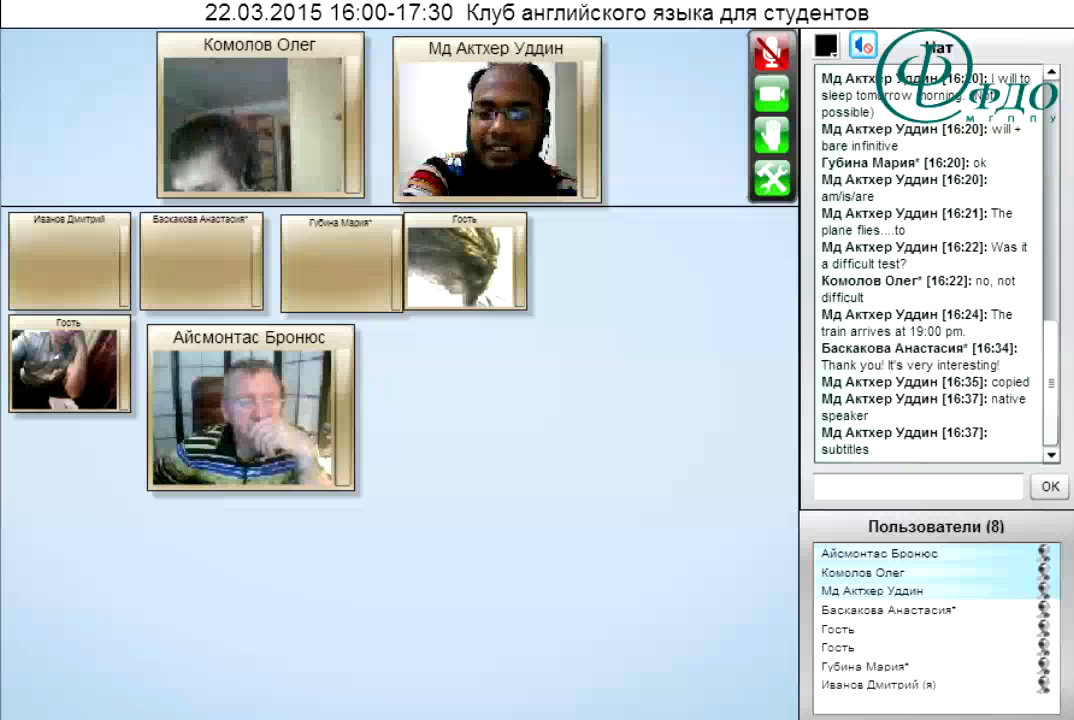 22.03.2015 16:00-17:30 Клуб английского языка для студентов
Комолов Олег
Мд Актхер Уддин
Иванов Дмитрий
Баскакова Анастасия*
Губина Мария*
Гость
Гость
Айсмонтас Бронюс
Чат
ФДО
МГППУ
Мд Актхер Уддин [16:20]: I will to
sleep tomorrow morning. (Not
possible)
Мд Актхер Уддин [16:20]: will +
bare infinitive
Губина Мария* [16:20]: ok
Мд Актхер Уддин [16:20]:
am/is/are
Мд Актхер Уддин [16:21]: The
plane flies....to
Мд Актхер Уддин [16:22]: Was it
a difficult test?
Комолов Олег* [16:22]: no, not
difficult
Мд Актхер Уддин [16:24]: The
train arrives at 19:00 pm.
Баскакова Анастасия* [16:34]:
Thank you! It's very interesting!
Мд Актхер Уддин [16:35]: copied
Мд Актхер Уддин [16:37]: native
speaker
Мд Актхер Уддин [16:37]:
subtitles
OK
Пользователи (8)
Айсмонтас Бронюс
Комолов Олег
Мд Актхер Уддин
Баскакова Анастасия*
Гость
Гость
Губина Мария*
Иванов Дмитрий (я)